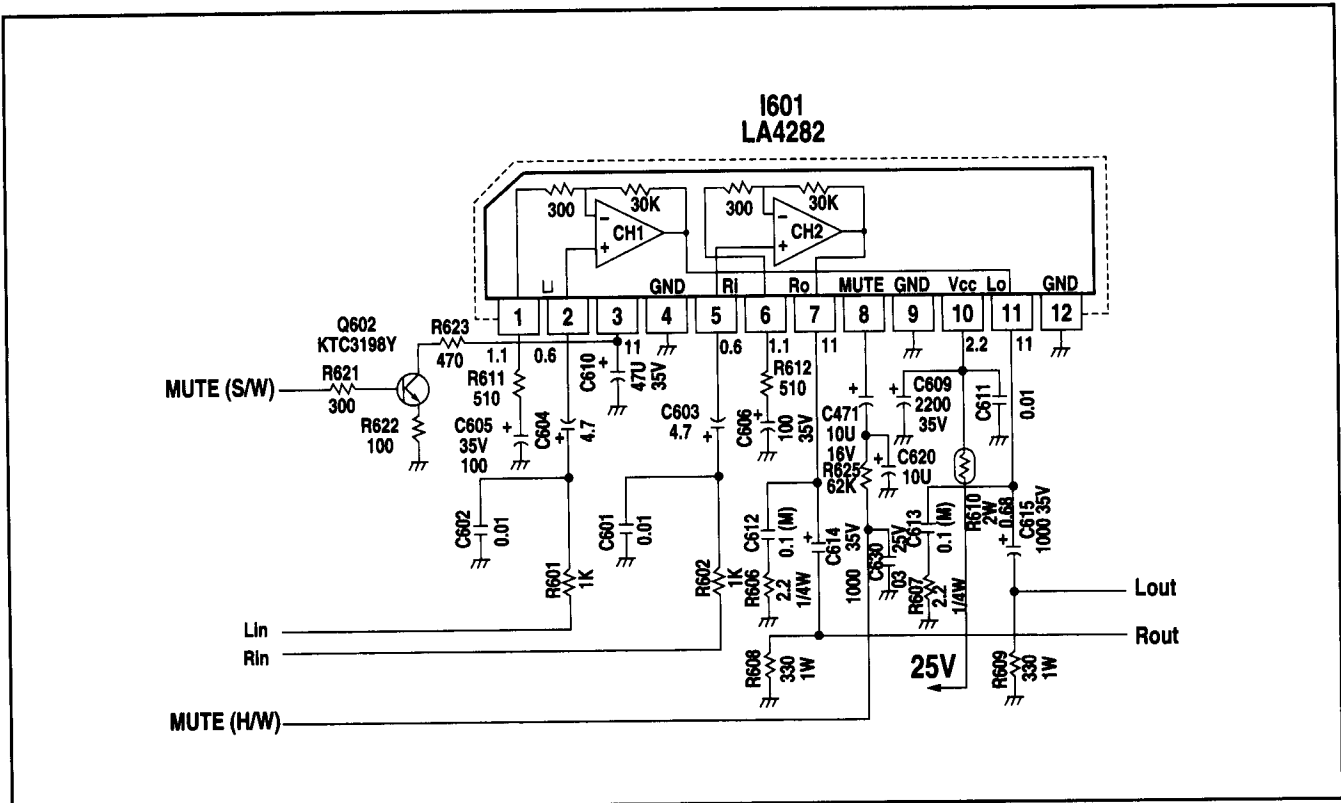 I601
LA4282
300
30K
CH1
300
30K
CH2
GND
Ri
Ro
MUTE
GND
Vcc
Lo
GND
1
2
3
4
5
6
7
8
9
10
11
12
Q602
KTC3198Y
R623
470
1.1
0.6
11
0.6
1.1
11
2.2
11
MUTE (S/W)
R621
300
R622
100
R611
510
C605
35V
100
C604
4.7
C610
47U
35V
C603
4.7
R612
510
C606
100
35V
C471
10U
16V
R625
62K
C620
10U
C609
2200
35V
C611
0.01
C602
0.01
C601
0.01
R601
1K
R602
1K
C612
0.1 (M)
R606
2.2
1/4W
C614
35V
1000
C630
25V
03
C613
0.1 (M)
R607
2.2
1/4W
R610
2W
0.68
C615
1000 35V
Lin
Rin
Lout
Rout
R608
330
1W
25V
R609
330
1W
MUTE (H/W)